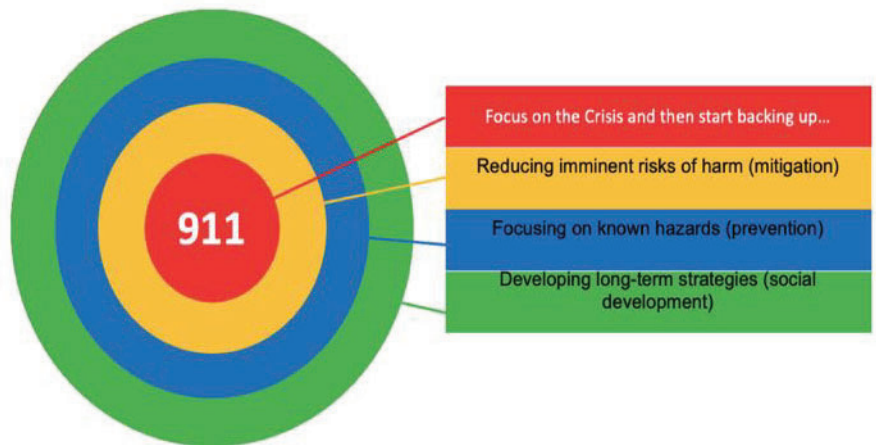 911
Focus on the Crisis and then start backing up...
Reducing imminent risks of harm (mitigation)
Focusing on known hazards (prevention)
Developing long-term strategies (social
development)